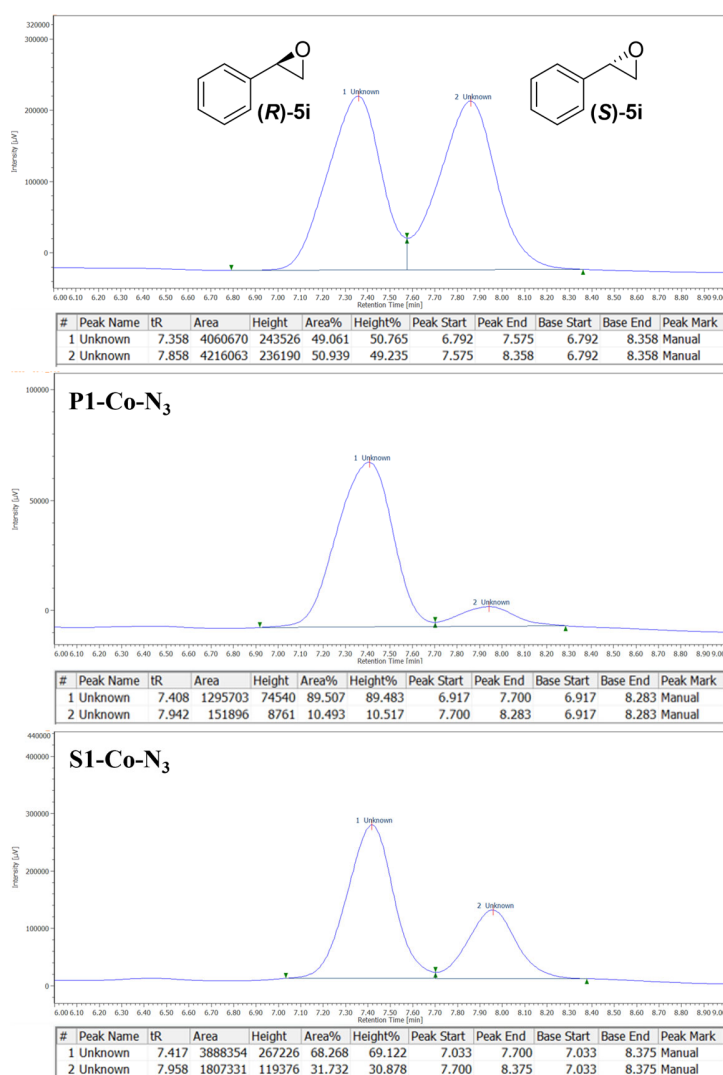 320000
300000
200000
100000
0
Intensity [µV]
O
(R)-5i
O
(S)-5i
1 Unknown
2 Unknown
6.00 6.10 6.20 6.30 6.40 6.50 6.60 6.70 6.80 6.90 7.00 7.10 7.20 7.30 7.40 7.50 7.60 7.70 7.80 7.90 8.00 8.10 8.20 8.30 8.40 8.50 8.60 8.70 8.80 8.90 9.0
Retention Time [min]
# Peak Name tR Area Height Area% Height% Peak Start Peak End Base Start Base End Peak Mark
1 Unknown 7.358 4060670 243526 49.061 50.765 6.792 7.575 6.792 8.358 Manual
2 Unknown 7.858 4216063 236190 50.939 49.235 7.575 8.358 6.792 8.358 Manual
P1-Co-N3
100000
50000
0
Intensity [µV]
1 Unknown
2 Unknown
6.00 6.10 6.20 6.30 6.40 6.50 6.60 6.70 6.80 6.90 7.00 7.10 7.20 7.30 7.40 7.50 7.60 7.70 7.80 7.90 8.00 8.10 8.20 8.30 8.40 8.50 8.60 8.70 8.80 8.90 9.0
Retention Time [min]
# Peak Name tR Area Height Area% Height% Peak Start Peak End Base Start Base End Peak Mark
1 Unknown 7.408 1295703 74540 89.507 89.483 6.917 7.700 6.917 8.283 Manual
2 Unknown 7.942 151896 8761 10.493 10.517 7.700 8.283 6.917 8.283 Manual
S1-Co-N3
440000
400000
300000
200000
100000
0
Intensity [µV]
1 Unknown
2 Unknown
6.00 6.10 6.20 6.30 6.40 6.50 6.60 6.70 6.80 6.90 7.00 7.10 7.20 7.30 7.40 7.50 7.60 7.70 7.80 7.90 8.00 8.10 8.20 8.30 8.40 8.50 8.60 8.70 8.80 8.90 9.0
Retention Time [min]
# Peak Name tR Area Height Area% Height% Peak Start Peak End Base Start Base End Peak Mark
1 Unknown 7.417 3888354 267226 68.268 69.122 7.033 7.700 7.033 8.375 Manual
2 Unknown 7.958 1807331 119376 31.732 30.878 7.700 8.375 7.033 8.375 Manual